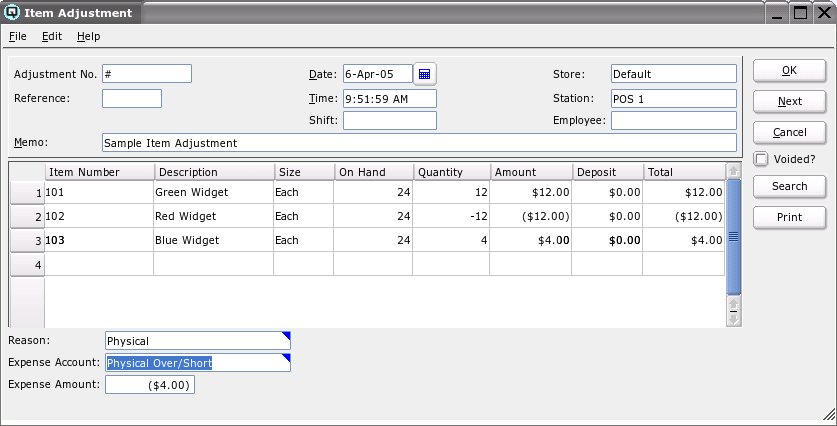 Item Adjustment
File Edit Help
Adjustment No. # Date: 6-Apr-05 Store: Default OK
Reference: Time: 9:51:59 AM Station: POS 1 Next
Shift: Employee:
Cancel
Memo: Sample Item Adjustment
Voided?
Item Number Description Size On Hand Quantity Amount Deposit Total
1 101 Green Widget Each 24 12 $12.00 $0.00 $12.00 Search
2 102 Red Widget Each 24 -12 ($12.00) $0.00 ($12.00) Print
3 103 Blue Widget Each 24 4 $4.00 $0.00 $4.00
4
Reason: Physical
Expense Account: Physical Over/Short
Expense Amount: ($4.00)